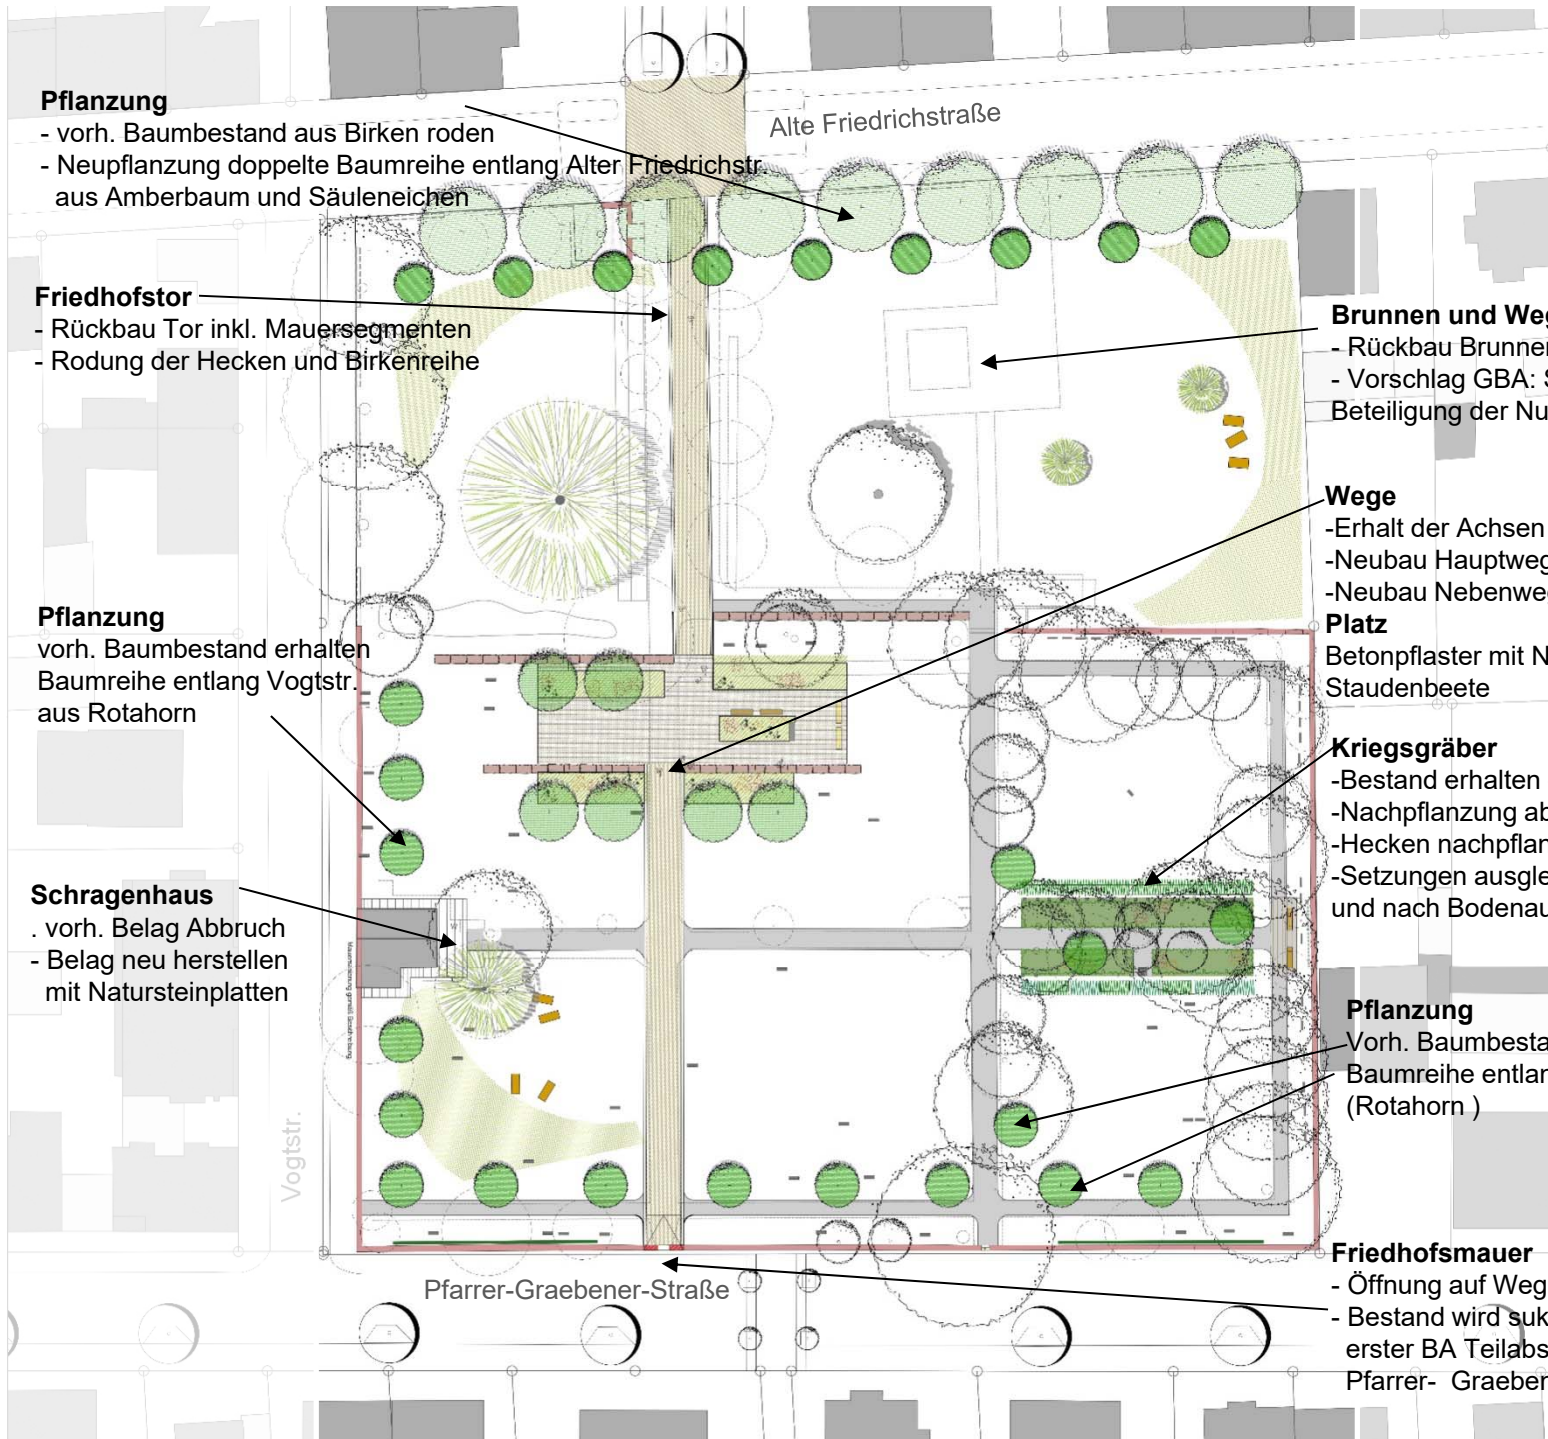 Alte Friedrichstraße
Pflanzung
- vorh. Baumbestand aus Birken roden
- Neupflanzung doppelte Baumreihe entlang Alter Friedrichstr.
aus Amberbaum und Säuleneichen
Friedhofstor
- Rückbau Tor inkl. Mauersegmenten
- Rodung der Hecken und Birkenreihe
Pflanzung
vorh. Baumbestand erhalten
Baumreihe entlang Vogtstr.
aus Rotahorn
Schragenhaus
. vorh. Belag Abbruch
- Belag neu herstellen
mit Natursteinplatten
Vogtstr.
Pfarrer-Graebener-Straße
Brunnen und Weg
- Rückbau Brunnen
- Vorschlag GBA: S
Beteiligung der Nu
Wege
-Erhalt der Achsen
-Neubau Hauptweg
-Neubau Nebenwe
Platz
Betonpflaster mit N
Staudenbeete
Kriegsgräber
-Bestand erhalten
-Nachpflanzung ab
-Hecken nachpflan
-Setzungen ausgle
und nach Bodenau
Pflanzung
Vorh. Baumbesta
Baumreihe entlan
(Rotahorn )
Friedhofsmauer
- Öffnung auf Weg
- Bestand wird suk
erster BA Teilabs
Pfarrer- Graeben